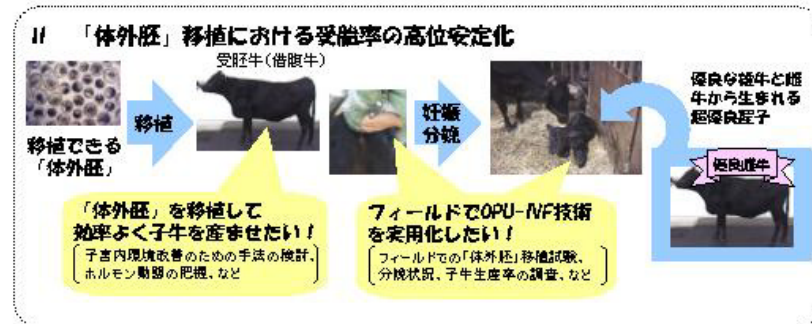 II 「体外胚」移植における受胎率の高位安定化
受胚牛(借腹牛)
移植できる
「体外胚」
移植
妊娠
分娩
優良な雄牛と雌
牛から生まれる
超優良産子
優良雌牛
「体外胚」を移植して
効率よく子牛を産ませたい!
子宮内環境改善のための手法の検討、
ホルモン動態の把握、など
フィールドでOPU-IVF技術
を実用化したい!
フィールドでの「体外胚」移植試験、
分娩状況、子牛生産率の調査、など